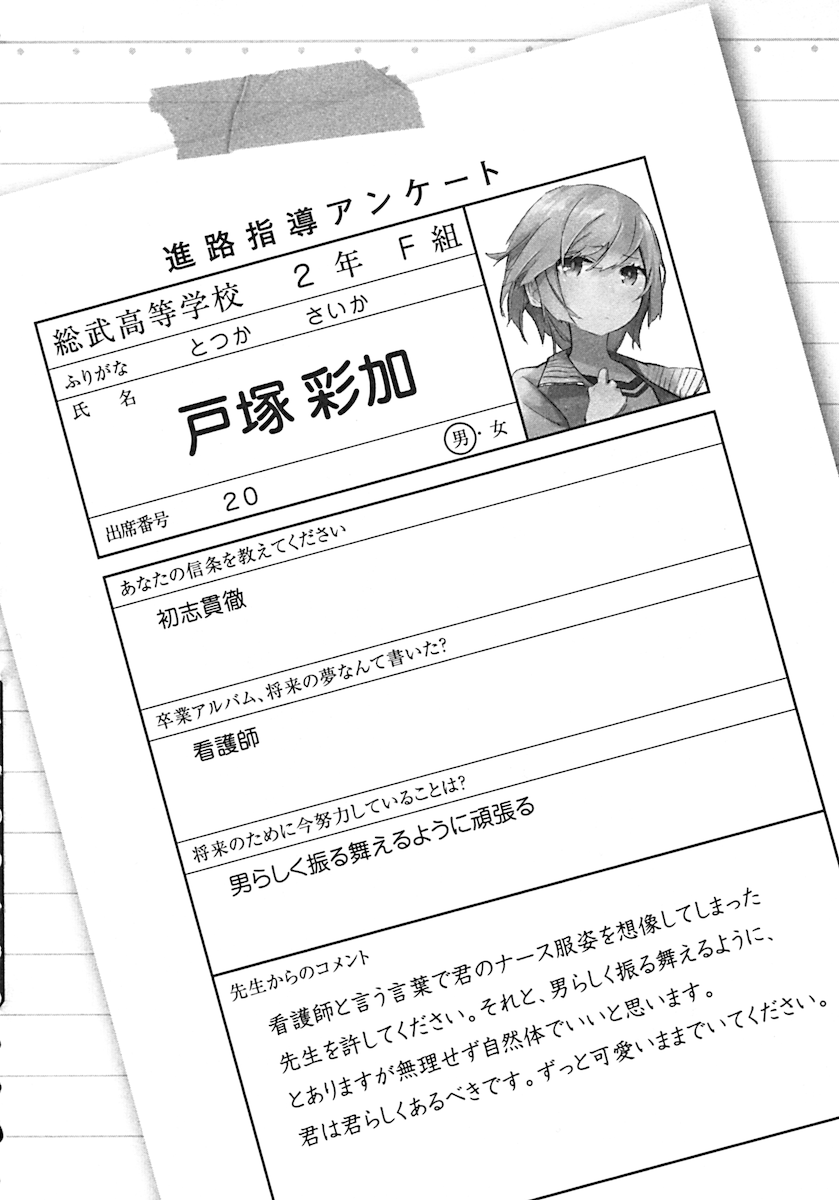 進路指導アンケート
総武高等学校 2年 F組
ふりがな とつか さいか
氏名 戸塚彩加
男・女
出席番号 20
あなたの信条を教えてください
初志貫徹
卒業アルバム、将来の夢なんて書いた?
看護師
将来のために今努力していることは?
男らしく振る舞えるように頑張る
先生からのコメント
看護師と言う言葉で君のナース服姿を想像してしまった
先生を許してください。それと、男らしく振る舞えるように、
とありますが無理せず自然体でいいと思います。
君は君らしくあるべきです。ずっと可愛いままでいてください。